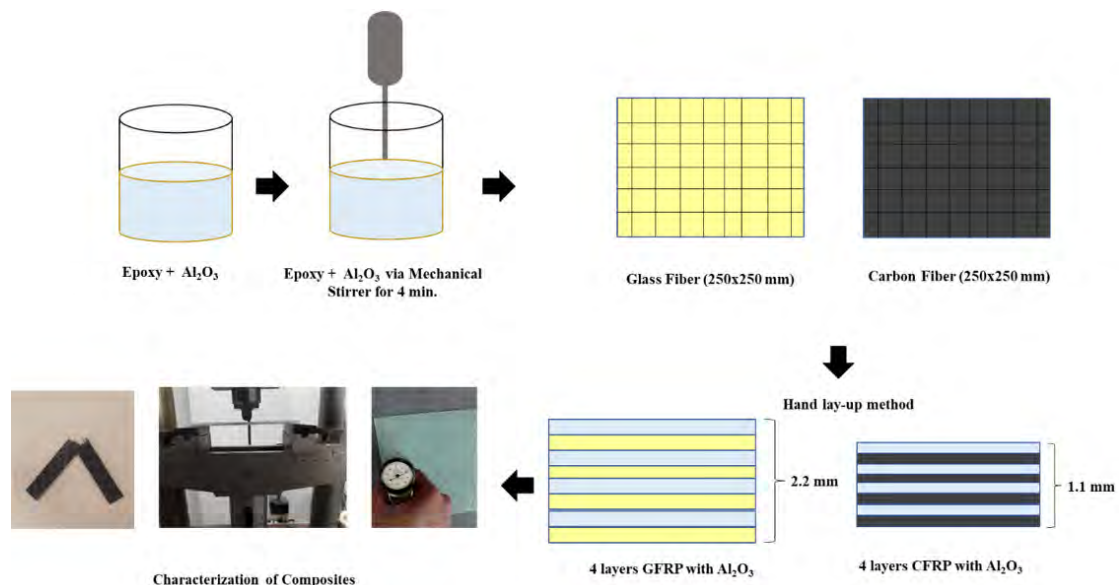 Epoxy + Al₂O₃
Epoxy + Al₂O₃ via Mechanical
Stirrer for 4 min.
Glass Fiber (250x250 mm)
Carbon Fiber (250x250 mm)
Hand lay-up method
2.2 mm
1.1 mm
4 layers GFRP with Al₂O₃
4 layers CFRP with Al₂O₃
Characterization of Composites